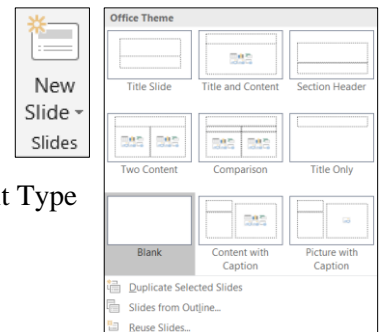 New
Slide
Slides
t Type
Office Theme
Title Slide
Title and Content
Section Header
Two Content
Comparison
Title Only
Blank
Content with
Caption
Picture with
Caption
Duplicate Selected Slides
Slides from Outline...
Reuse Slides...